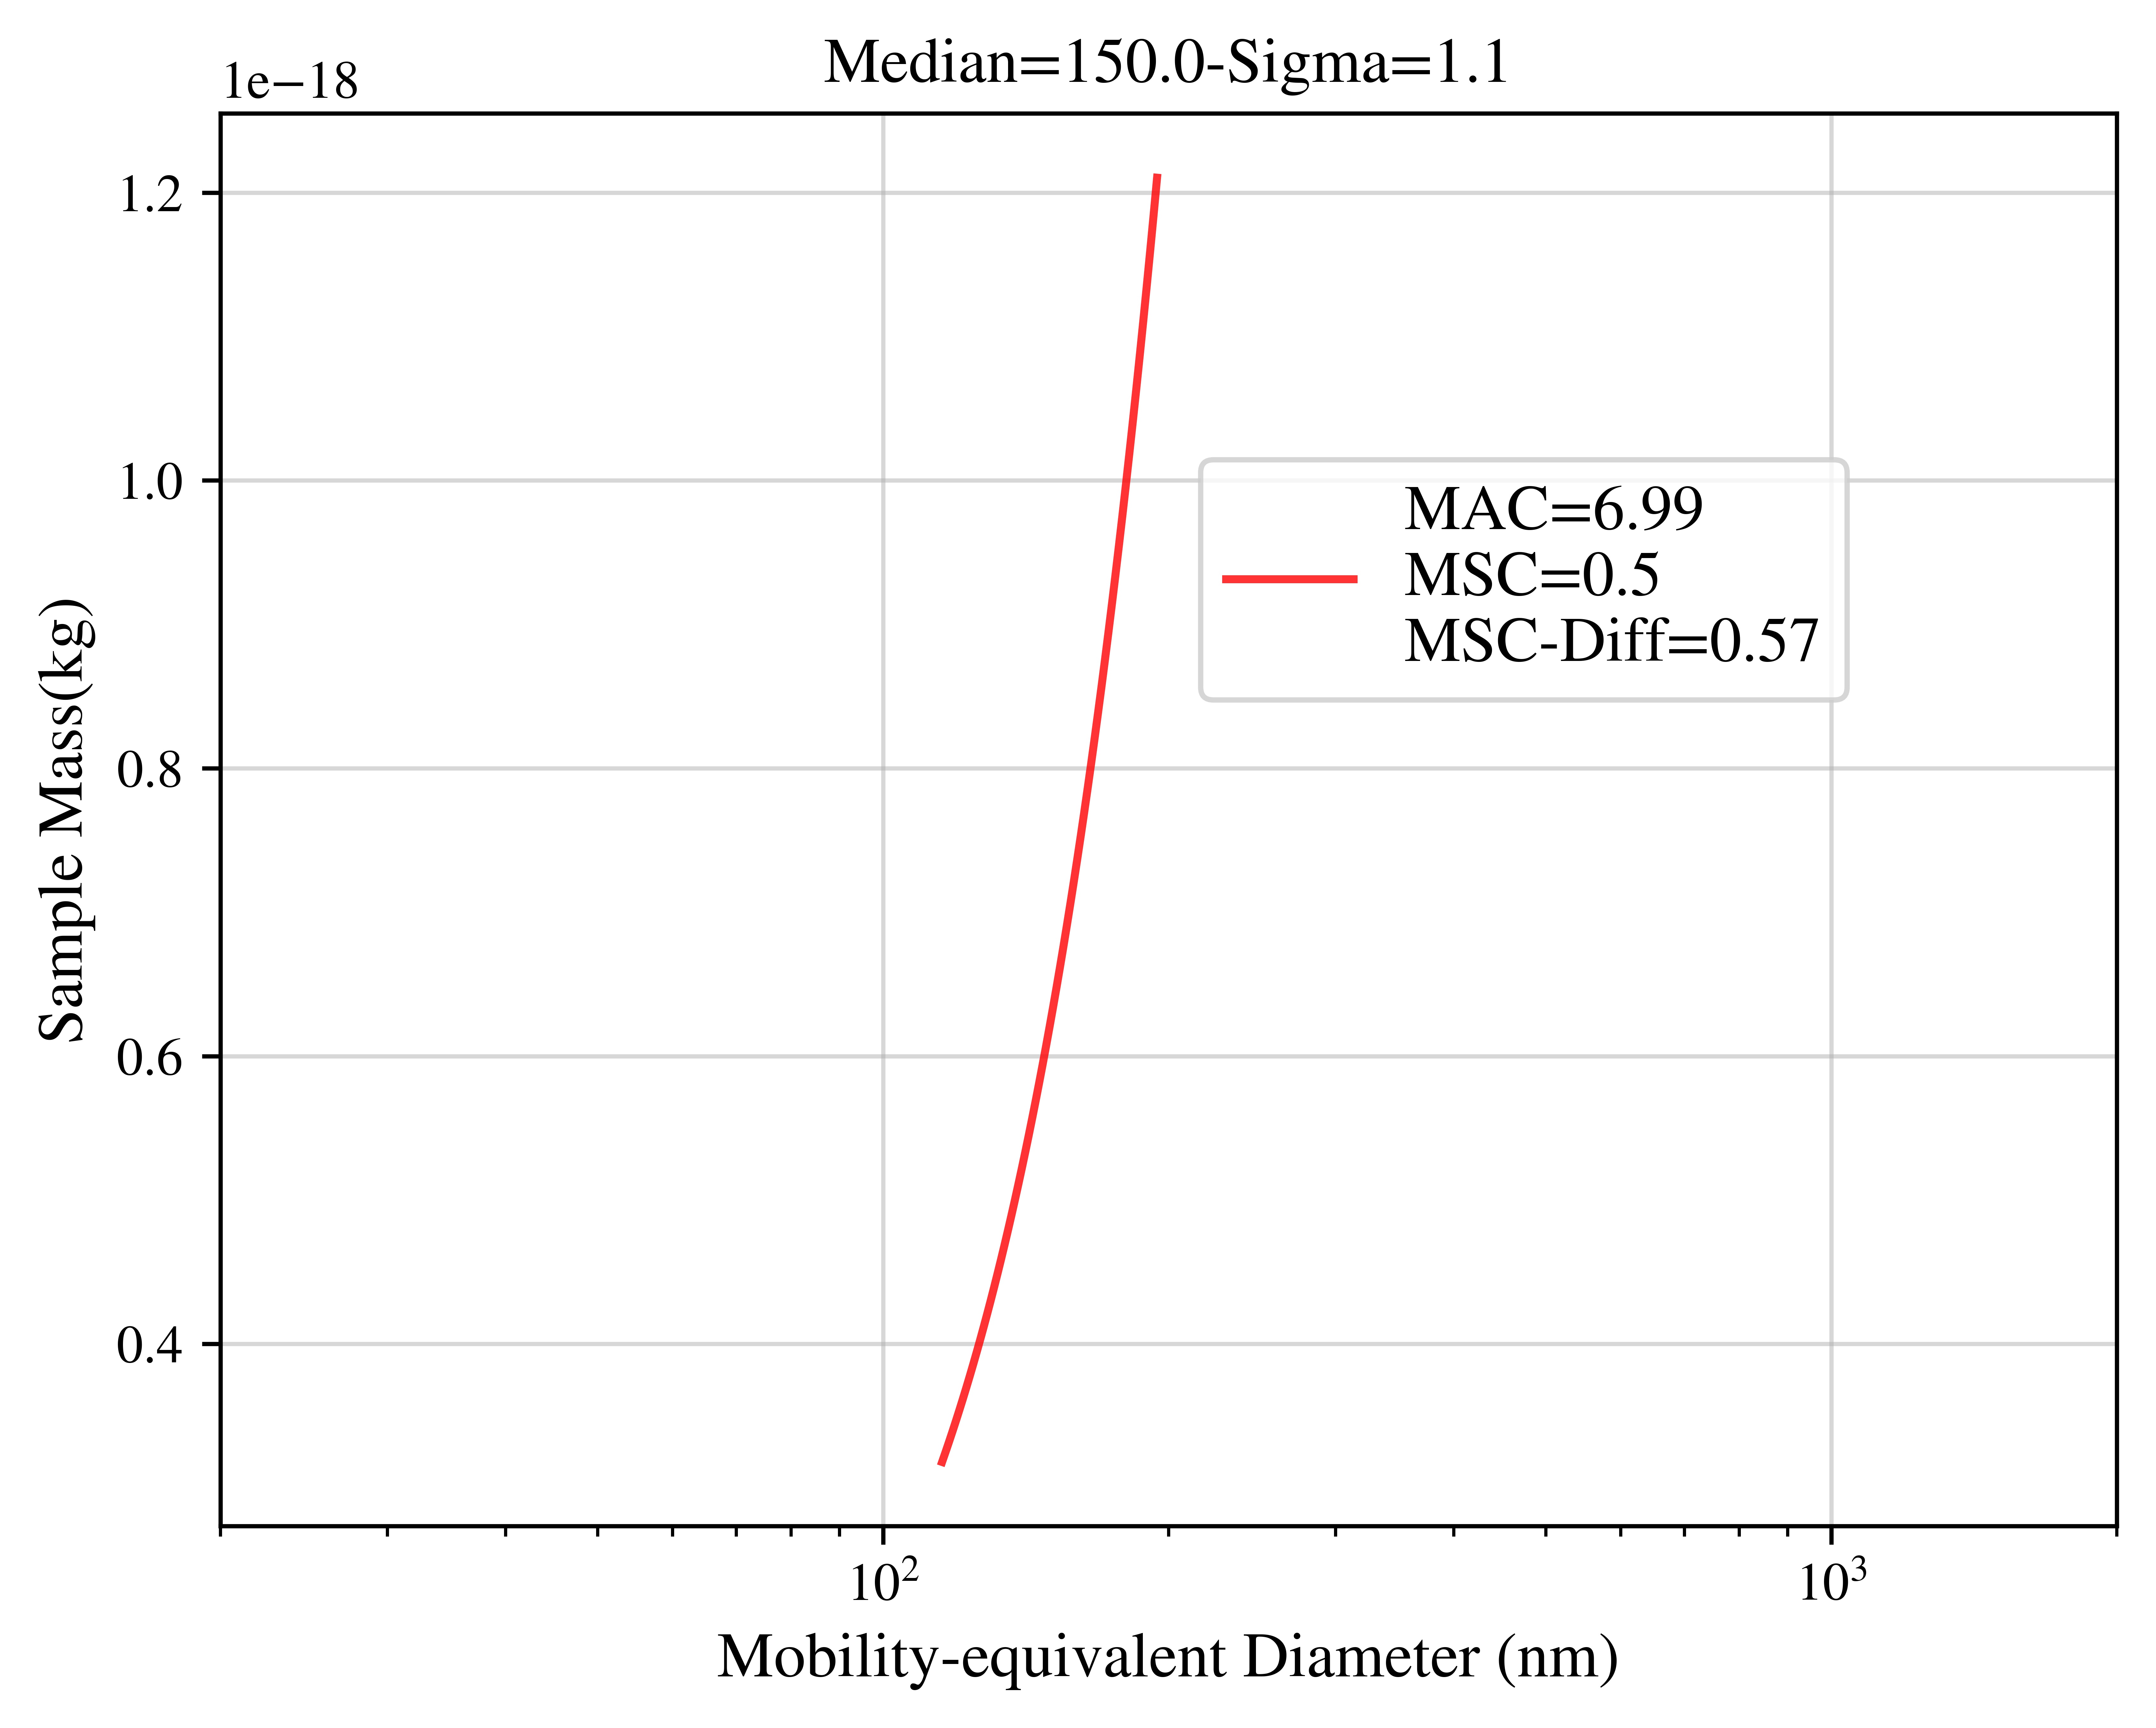 Median=150.0-Sigma=1.1
1e−18
1.2
1.0
0.8
0.6
0.4
Sample Mass(kg)
MAC=6.99
MSC=0.5
MSC-Diff=0.57
10²
10³
Mobility-equivalent Diameter (nm)